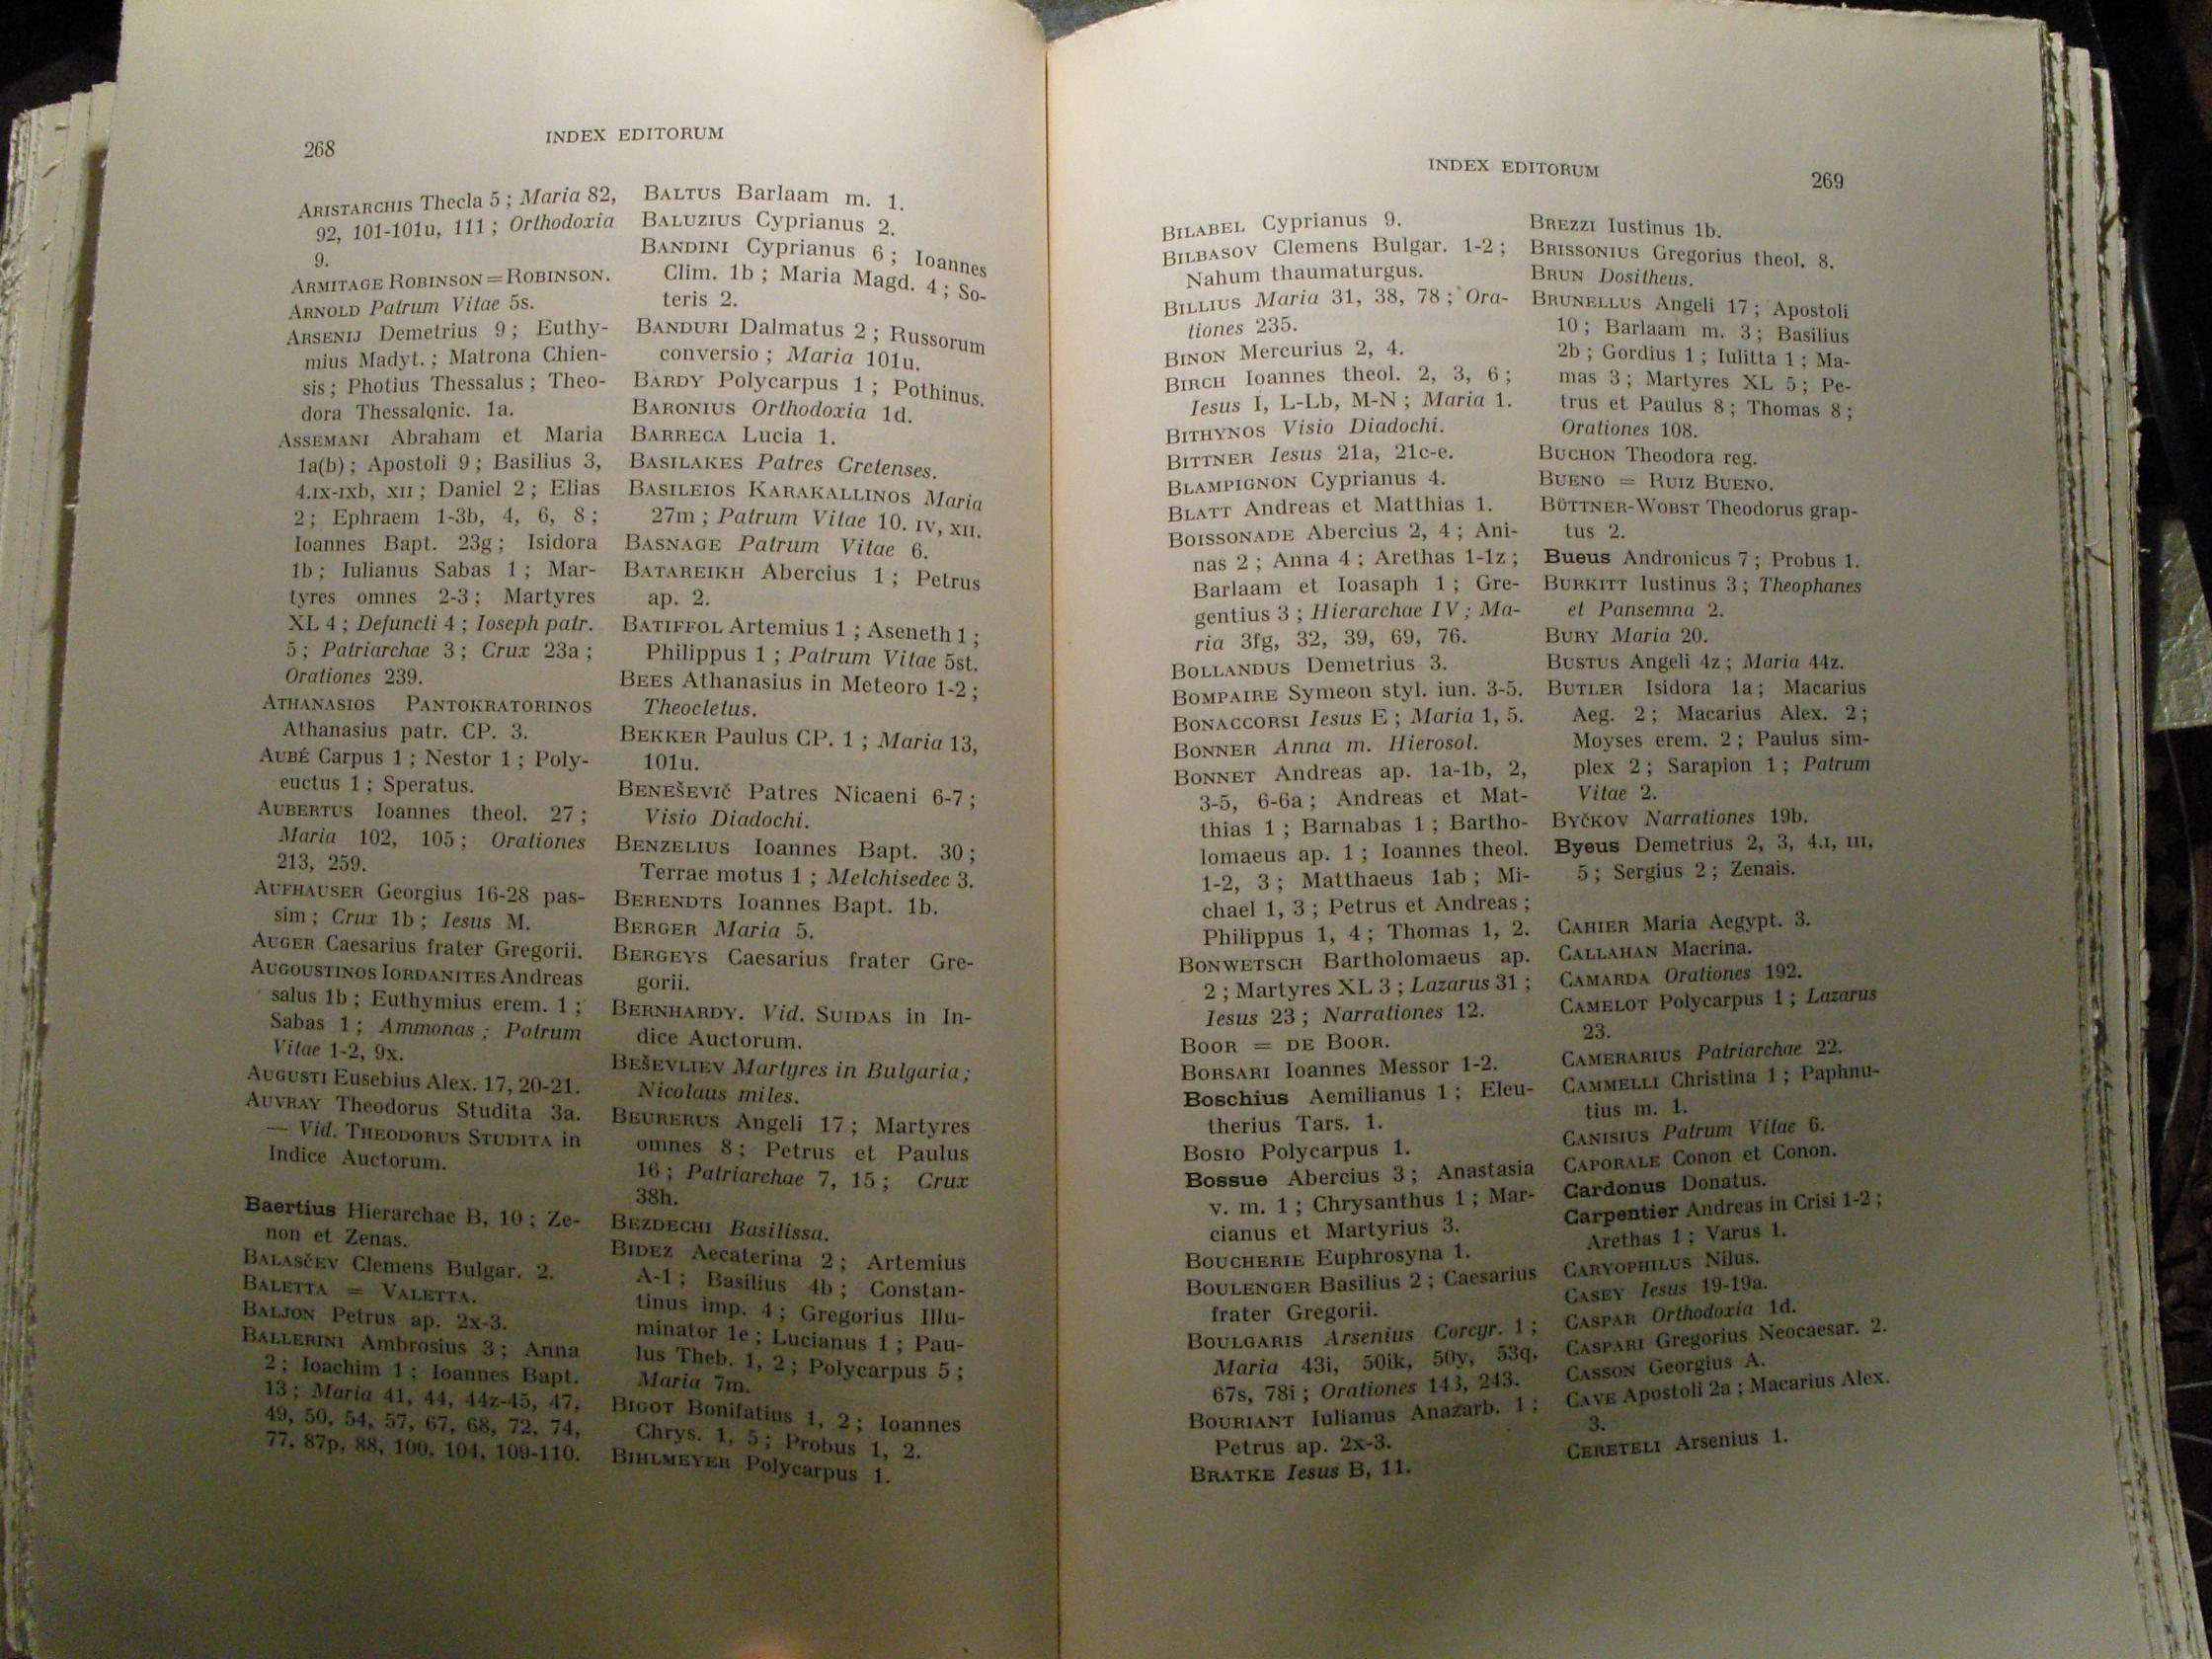 268
INDEX EDITORUM
ARISTARCHIS Thecla 5 ; Maria 82,
92, 101-101u, 111 ; Orthodoxia
9.
ARMITAGE ROBINSON = ROBINSON.
ARNOLD Patrum Vitae 5s.
ARSENIJ Demetrius 9 ; Euthy-
mius Madyt. ; Matrona Chien-
sis ; Photius Thessalus ; Theo-
dora Thessalonic. 1a.
ASSEMANI Abraham et Maria
1a(b) ; Apostoli 9 ; Basilius 3,
4.IX-IXb, XII ; Daniel 2 ; Elias
2 ; Ephraem 1-3b, 4, 6, 8 ;
Ioannes Bapt. 23g ; Isidora
1b ; Iulianus Sabas 1 ; Mar-
tyres omnes 2-3 ; Martyres
XL 4 ; Defuncti 4 ; Ioseph patr.
5 ; Patriarchae 3 ; Crux 23a ;
Orationes 239.
ATHANASIOS PANTOKRATORINOS
Athanasius patr. CP. 3.
AUBÉ Carpus 1 ; Nestor 1 ; Poly-
euctus 1 ; Speratus.
AUBERTUS Ioannes theol. 27 ;
Maria 102, 105 ; Orationes
213, 259.
AUFHAUSER Georgius 16-28 pas-
sim ; Crux 1b ; Iesus M.
AUGER Caesarius frater Gregorii.
AUGOUSTINOS IORDANITES Andreas
salus 1b ; Euthymius erem. 1 ;
Sabas 1 ; Ammonas ; Patrum
Vitae 1-2, 9x.
AUGUSTI Eusebius Alex. 17, 20-21.
AUVRAY Theodorus Studita 3a.
— Vid. THEODORUS STUDITA in
Indice Auctorum.
Baertius Hierarchae B, 10 ; Ze-
non et Zenas.
BALASČEV Clemens Bulgar. 2.
BALETTA = VALETTA.
BALJON Petrus ap. 2x-3.
BALLERINI Ambrosius 3 ; Anna
2 ; Ioachim 1 ; Ioannes Bapt.
13 ; Maria 41, 44, 44z-45, 47,
49, 50, 54, 57, 67, 68, 72, 74,
77, 87p, 88, 100, 104, 109-110.
BALTUS Barlaam m. 1.
BALUZIUS Cyprianus 2.
BANDINI Cyprianus 6 ; Ioannes
Clim. 1b ; Maria Magd. 4 ; So-
teris 2.
BANDURI Dalmatus 2 ; Russorum
conversio ; Maria 101u.
BARDY Polycarpus 1 ; Pothinus.
BARONIUS Orthodoxia 1d.
BARRECA Lucia 1.
BASILAKES Patres Cretenses.
BASILEIOS KARAKALLINOS Maria
27m ; Patrum Vitae 10. IV, XII.
BASNAGE Patrum Vitae 6.
BATAREIKH Abercius 1 ; Petrus
ap. 2.
BATIFFOL Artemius 1 ; Aseneth 1 ;
Philippus 1 ; Patrum Vitae 5st.
BEES Athanasius in Meteoro 1-2 ;
Theocletus.
BEKKER Paulus CP. 1 ; Maria 13,
101u.
BENEŠEVIČ Patres Nicaeni 6-7 ;
Visio Diadochi.
BENZELIUS Ioannes Bapt. 30 ;
Terrae motus 1 ; Melchisedec 3.
BERENDTS Ioannes Bapt. 1b.
BERGER Maria 5.
BERGEYS Caesarius frater Gre-
gorii.
BERNHARDY. Vid. SUIDAS in In-
dice Auctorum.
BEŠEVLIEV Martyres in Bulgaria ;
Nicolaus miles.
BEURERUS Angeli 17 ; Martyres
omnes 8 ; Petrus et Paulus
16 ; Patriarchae 7, 15 ; Crux
38h.
BEZDECHI Basilissa.
BIDEZ Aecaterina 2 ; Artemius
A-1 ; Basilius 4b ; Constan-
tinus imp. 4 ; Gregorius Illu-
minator 1e ; Lucianus 1 ; Pau-
lus Theb. 1, 2 ; Polycarpus 5 ;
Maria 7m.
BIGOT Bonifatius 1, 2 ; Ioannes
Chrys. 1, 5 ; Probus 1, 2.
BIHLMEYER Polycarpus 1.
INDEX EDITORUM
269
BILABEL Cyprianus 9.
BILBASOV Clemens Bulgar. 1-2 ;
Nahum thaumaturgus.
BILLIUS Maria 31, 38, 78 ; Ora-
tiones 235.
BINON Mercurius 2, 4.
BIRCH Ioannes theol. 2, 3, 6 ;
Iesus I, L-Lb, M-N ; Maria 1.
BITHYNOS Visio Diadochi.
BITTNER Iesus 21a, 21c-e.
BLAMPIGNON Cyprianus 4.
BLATT Andreas et Matthias 1.
BOISSONADE Abercius 2, 4 ; Ani-
nas 2 ; Anna 4 ; Arethas 1-1z ;
Barlaam et Ioasaph 1 ; Gre-
gentius 3 ; Hierarchae IV ; Ma-
ria 3fg, 32, 39, 69, 76.
BOLLANDUS Demetrius 3.
BOMPAIRE Symeon styl. iun. 3-5.
BONACCORSI Iesus E ; Maria 1, 5.
BONNER Anna m. Hierosol.
BONNET Andreas ap. 1a-1b, 2,
3-5, 6-6a ; Andreas et Mat-
thias 1 ; Barnabas 1 ; Bartho-
lomaeus ap. 1 ; Ioannes theol.
1-2, 3 ; Matthaeus 1ab ; Mi-
chael 1, 3 ; Petrus et Andreas ;
Philippus 1, 4 ; Thomas 1, 2.
BONWETSCH Bartholomaeus ap.
2 ; Martyres XL 3 ; Lazarus 31 ;
Iesus 23 ; Narrationes 12.
BOOR = DE BOOR.
BORSARI Ioannes Messor 1-2.
Boschius Aemilianus 1 ; Eleu-
therius Tars. 1.
BOSIO Polycarpus 1.
Bossue Abercius 3 ; Anastasia
v. m. 1 ; Chrysanthus 1 ; Mar-
cianus et Martyrius 3.
BOUCHERIE Euphrosyna 1.
BOULENGER Basilius 2 ; Caesarius
frater Gregorii.
BOULGARIS Arsenius Corcyr. 1 ;
Maria 43i, 50ik, 50y, 53q,
67s, 78i ; Orationes 143, 243.
BOURIANT Iulianus Anazarb. 1 ;
Petrus ap. 2x-3.
BRATKE Iesus B, 11.
BREZZI Iustinus 1b.
BRISSONIUS Gregorius theol. 8.
BRUN Dositheus.
BRUNELLUS Angeli 17 ; Apostoli
10 ; Barlaam m. 3 ; Basilius
2b ; Gordius 1 ; Iulitta 1 ; Ma-
mas 3 ; Martyres XL 5 ; Pe-
trus et Paulus 8 ; Thomas 8 ;
Orationes 108.
BUCHON Theodora reg.
BUENO = RUIZ BUENO.
BÜTTNER-WOBST Theodorus grap-
tus 2.
Bueus Andronicus 7 ; Probus 1.
BURKITT Iustinus 3 ; Theophanes
et Pansemna 2.
BURY Maria 20.
BUSTUS Angeli 4z ; Maria 44z.
BUTLER Isidora 1a ; Macarius
Aeg. 2 ; Macarius Alex. 2 ;
Moyses erem. 2 ; Paulus sim-
plex 2 ; Sarapion 1 ; Patrum
Vitae 2.
BYČKOV Narrationes 19b.
Byeus Demetrius 2, 3, 4.I, III,
5 ; Sergius 2 ; Zenais.
CAHIER Maria Aegypt. 3.
CALLAHAN Macrina.
CAMARDA Orationes 192.
CAMELOT Polycarpus 1 ; Lazarus
23.
CAMERARIUS Patriarchae 22.
CAMMELLI Christina 1 ; Paphnu-
tius m. 1.
CANISIUS Patrum Vitae 6.
CAPORALE Conon et Conon.
Cardonus Donatus.
Carpentier Andreas in Crisi 1-2 ;
Arethas 1 ; Varus 1.
CARYOPHILUS Nilus.
CASEY Iesus 19-19a.
CASPAR Orthodoxia 1d.
CASPARI Gregorius Neocaesar. 2.
CASSON Georgius A.
CAVE Apostoli 2a ; Macarius Alex.
3.
CERETELI Arsenius 1.